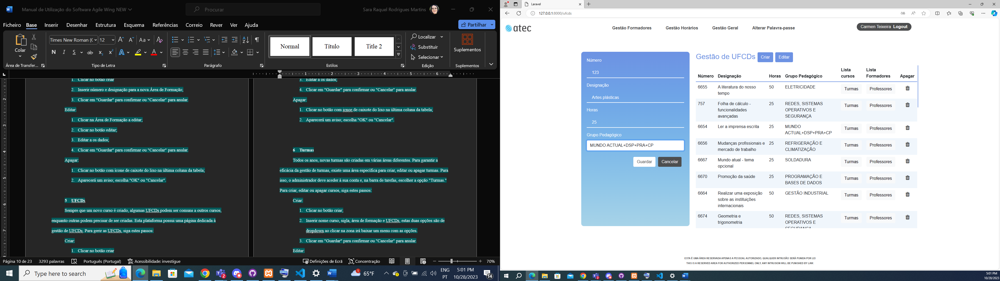 Manual de Utilização do Software Agile Wing NEW
Procurar
Sara Raquel Rodrigues Martins
Ficheiro Base Inserir Desenhar Estrutura Esquema Referências Correio Rever Ver Ajuda
Partilhar
Colar
Times New Roman (C 12
Aa
N I S ab x₂ x² A A
Normal
Título
Title 2
Localizar
Substituir
Selecionar
Suplementos
Área de Transfer...
Tipo de Letra
Parágrafo
Estilos
Edição
Suplementos
1. Clicar no botão criar
2. Inserir número e designação para a nova Área de Formação;
3. Clicar em "Guardar" para confirmar ou "Cancelar" para anular.
Editar:
1. Clicar na Área de Formação a editar;
2. Clicar no botão editar;
3. Editar a os dados;
4. Clicar em "Guardar" para confirmar ou "Cancelar" para anular.
Apagar:
1. Clicar no botão com ícone de caixote do lixo na última coluna da tabela;
2. Aparecerá um aviso; escolha "OK" ou "Cancelar".
5 UFCDs
Sempre que um novo curso é criado, algumas UFCDs podem ser comuns a outros cursos,
enquanto outras podem precisar de ser criadas. Esta plataforma possui uma página dedicada à
gestão de UFCDs. Para gerir as UFCDs, siga estes passos:
Criar:
1. Clicar no botão criar
3. Editar a os dados;
4. Clicar em "Guardar" para confirmar ou "Cancelar" para anular.
Apagar:
1. Clicar no botão com icnoe de caixote do lixo na última coluna da tabela;
2. Aparecerá um aviso; escolha "OK" ou "Cancelar".
6 Turmas
Todos os anos, novas turmas são criadas em várias áreas diferentes. Para garantir a
eficácia da gestão de turmas, existe uma área específica para criar, editar ou apagar turmas. Para
isso, o administrador deve aceder à sua conta e, na barra de tarefas, escolher a opção "Turmas."
Para criar, editar ou apagar cursos, siga estes passos:
Criar:
1. Clicar no botão criar;
2. Inserir nome curso, sigla, área de formação e UFCDs, estas duas opções são de
dropdown ao clicar na zona irá baixar um menu com as opções.
3. Clicar em "Guardar" para confirmar ou "Cancelar" para anular.
Editar:
Página 10 de 23 3293 palavras Português (Portugal) Acessibilidade: investigue
Definições de Ecrã Concentração 70%
Type here to search
65°F
ENG
PT
5:01 PM
10/28/2023
14
Laravel
127.0.0.1:8000/ufcds
atec
Gestão Formadores Gestão Horários Gestão Geral Alterar Palavra-passe
Carmen Teixeira Logout
Número
123
Designação
Artes plásticas
Horas
25
Grupo Pedagógico
MUNDO ACTUAL+DSP+PRA+CP
Guardar Cancelar
Gestão de UFCDs Criar Editar
Número Designação Horas Grupo Pedagógico Lista cursos Lista Formadores Apagar
6655 A literatura do nosso tempo 50 ELETRICIDADE Turmas Professores
757 Folha de cálculo - funcionalidades avançadas 25 REDES, SISTEMAS OPERATIVOS E SEGURANÇA Turmas Professores
6654 Ler a imprensa escrita 25 MUNDO ACTUAL+DSP+PRA+CP Turmas Professores
6656 Mudanças profissionais e mercado de trabalho 25 REFRIGERAÇÃO E CLIMATIZAÇÃO Turmas Professores
6667 Mundo atual - tema opcional 25 SOLDADURA Turmas Professores
6670 Promoção da saúde 25 PROGRAMAÇÃO E BASES DE DADOS Turmas Professores
6664 Realizar uma exposição sobre as instituições internacionais 50 GESTÃO INDUSTRIAL Turmas Professores
6674 Geometria e trigonometria 50 REDES, SISTEMAS OPERATIVOS E SEGURANÇA Turmas Professores
ESTA É UMA ÁREA RESERVADA APENAS A PESSOAL AUTORIZADO, QUALQUER INTRUSÃO SERÁ PUNIDA POR LEI
THIS IS A RESERVED AREA FOR AUTHORIZED PERSONNEL ONLY, ANY INTRUSION WILL BE PUNISHED BY LAW.
5:01 PM
10/28/2023